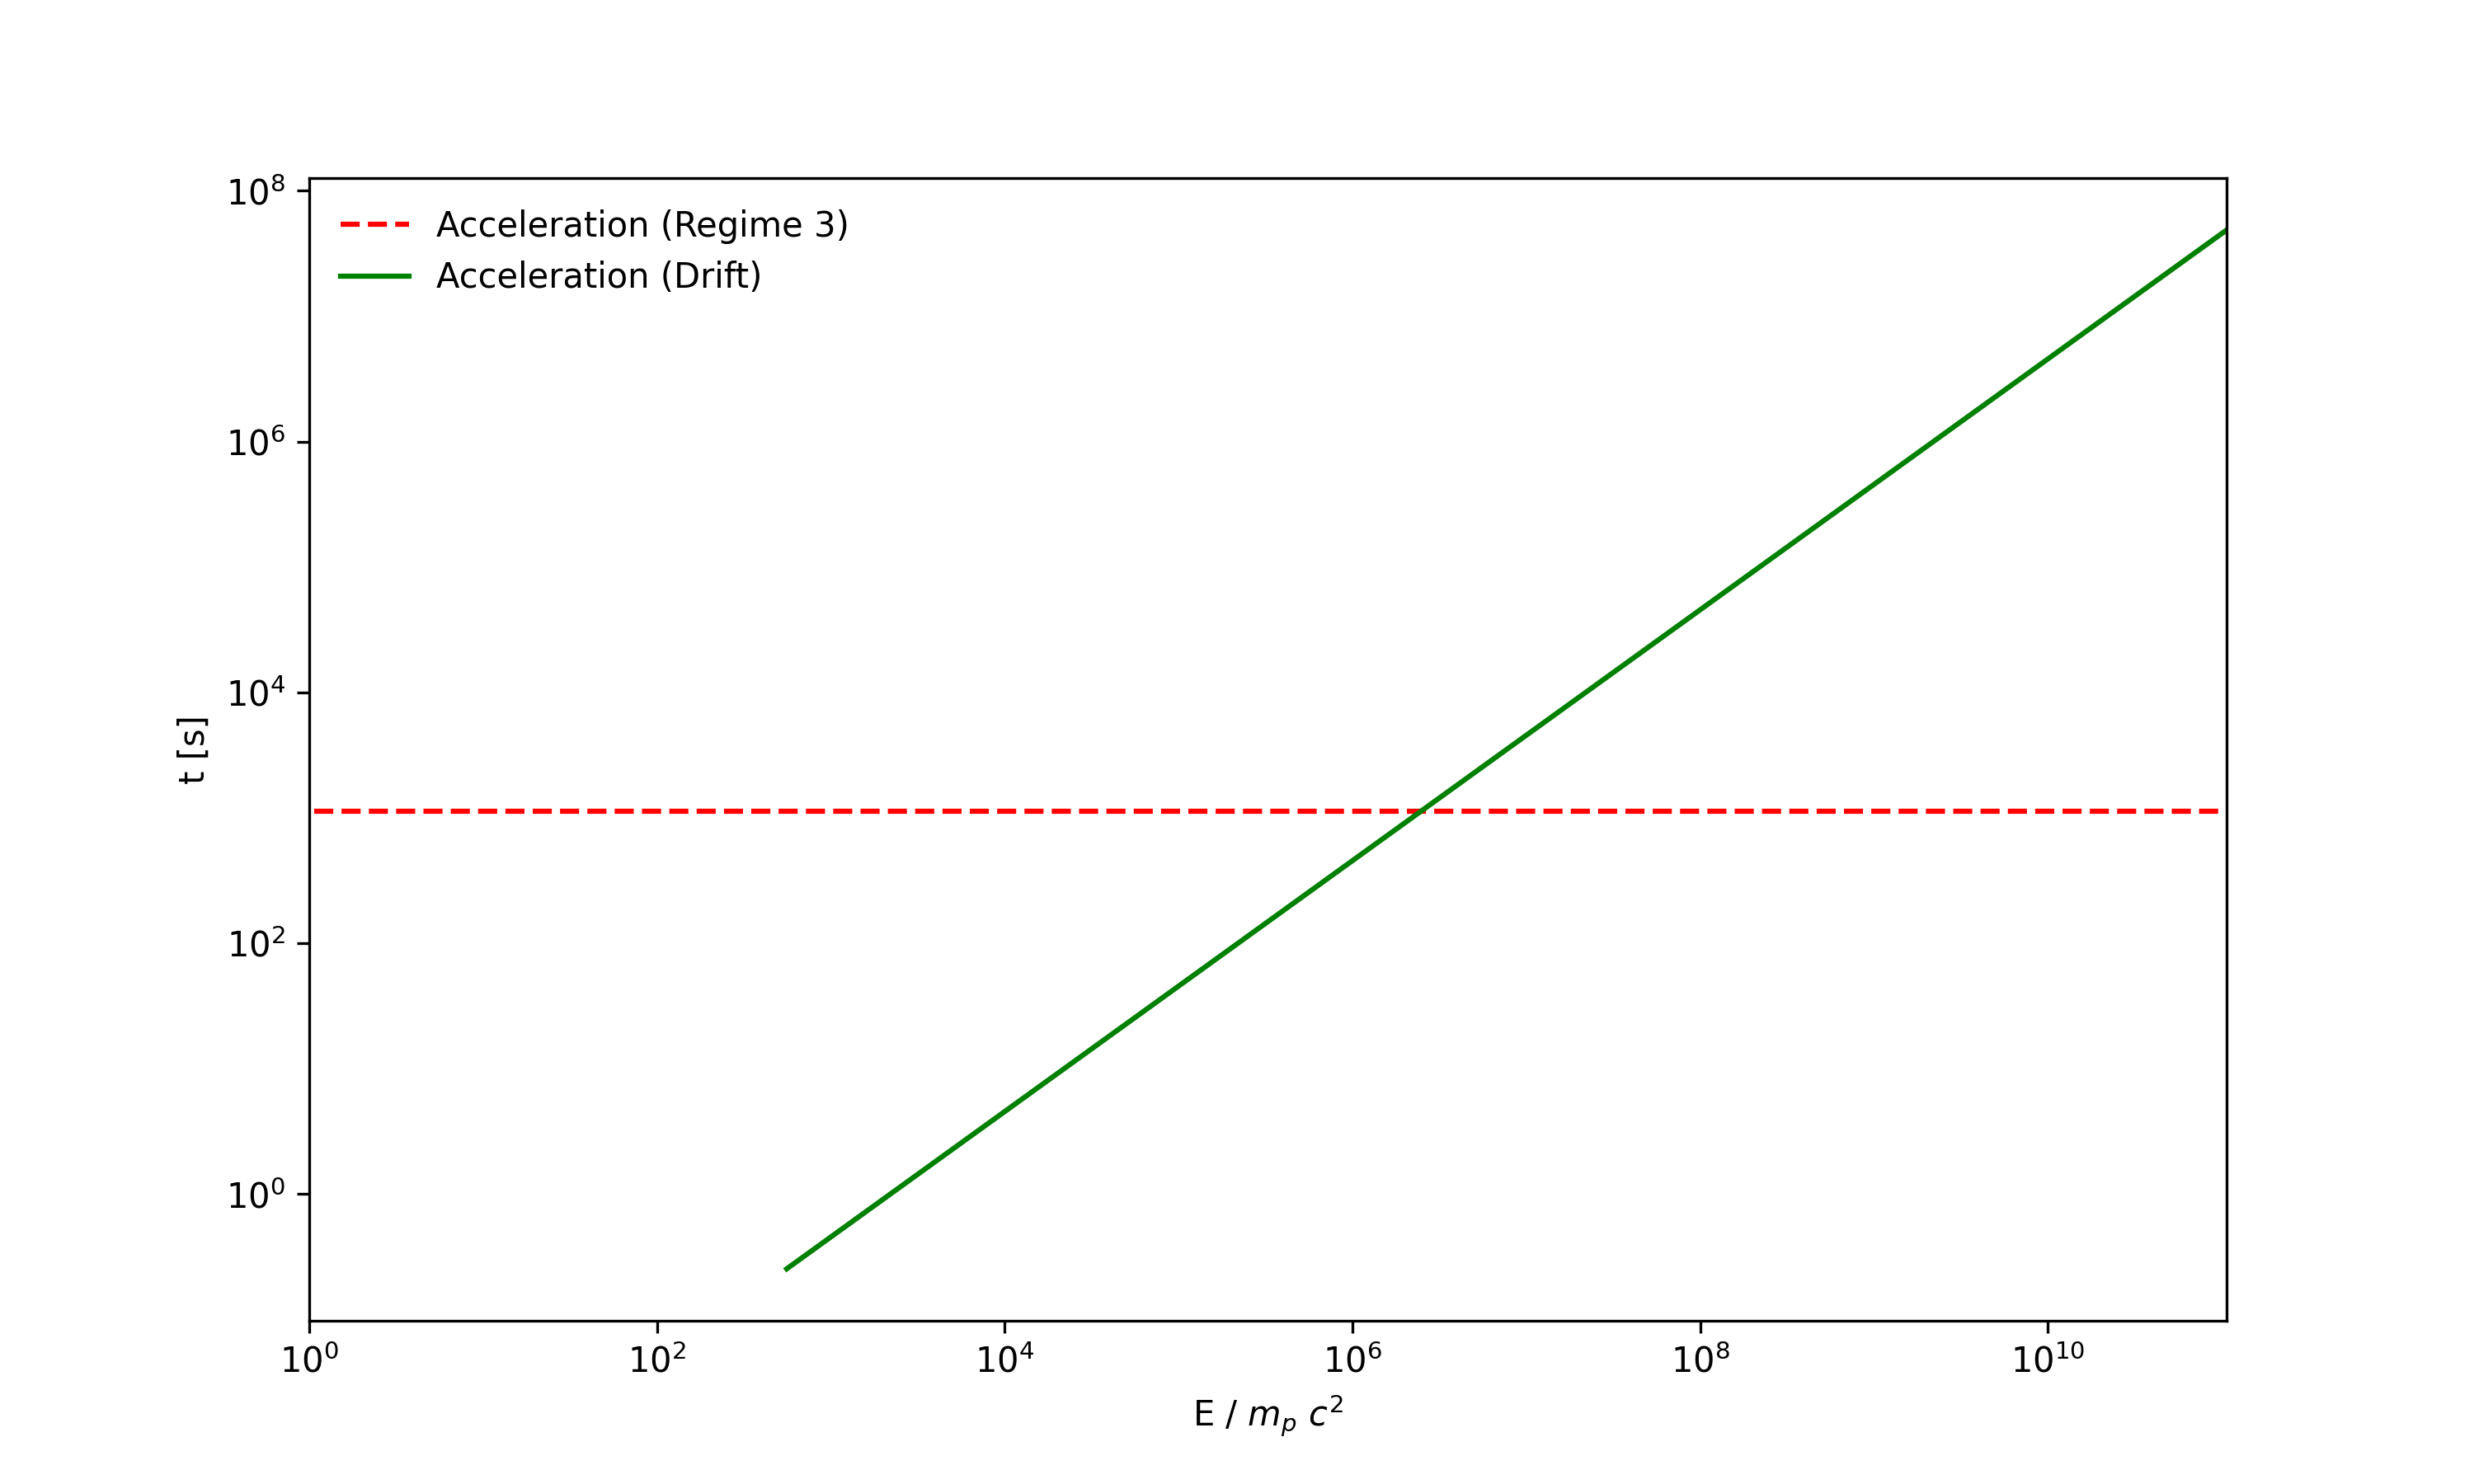 10⁸
Acceleration (Regime 3)
Acceleration (Drift)
10⁶
10⁴
t [s]
10²
10⁰
10⁰ 10² 10⁴ 10⁶ 10⁸ 10¹⁰
E / mₚ c²